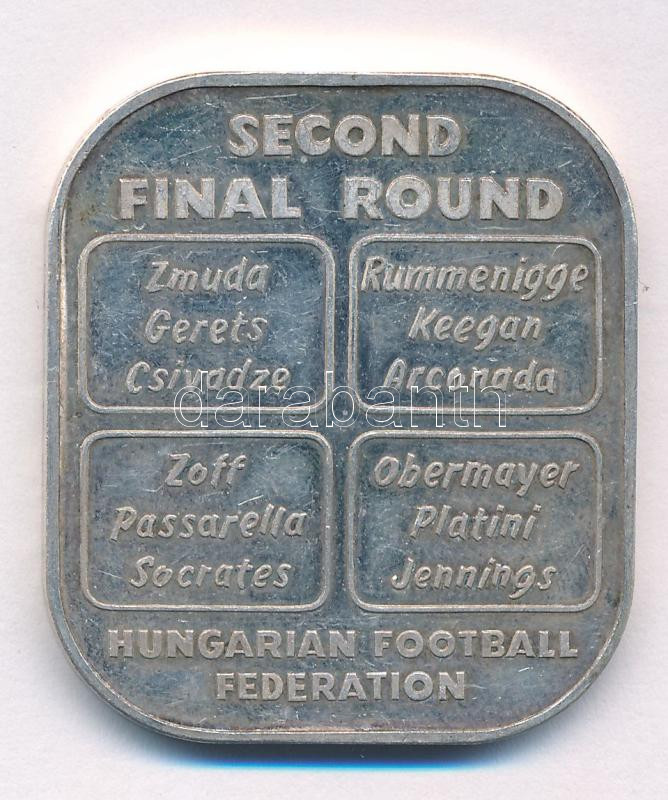 SECOND
FINAL ROUND
Zmuda
Gerets
Csivadze
Rummenigge
Keegan
Arconada
darabanth
Zoff
Passarella
Socrates
Obermayer
Platini
Jennings
HUNGARIAN FOOTBALL
FEDERATION